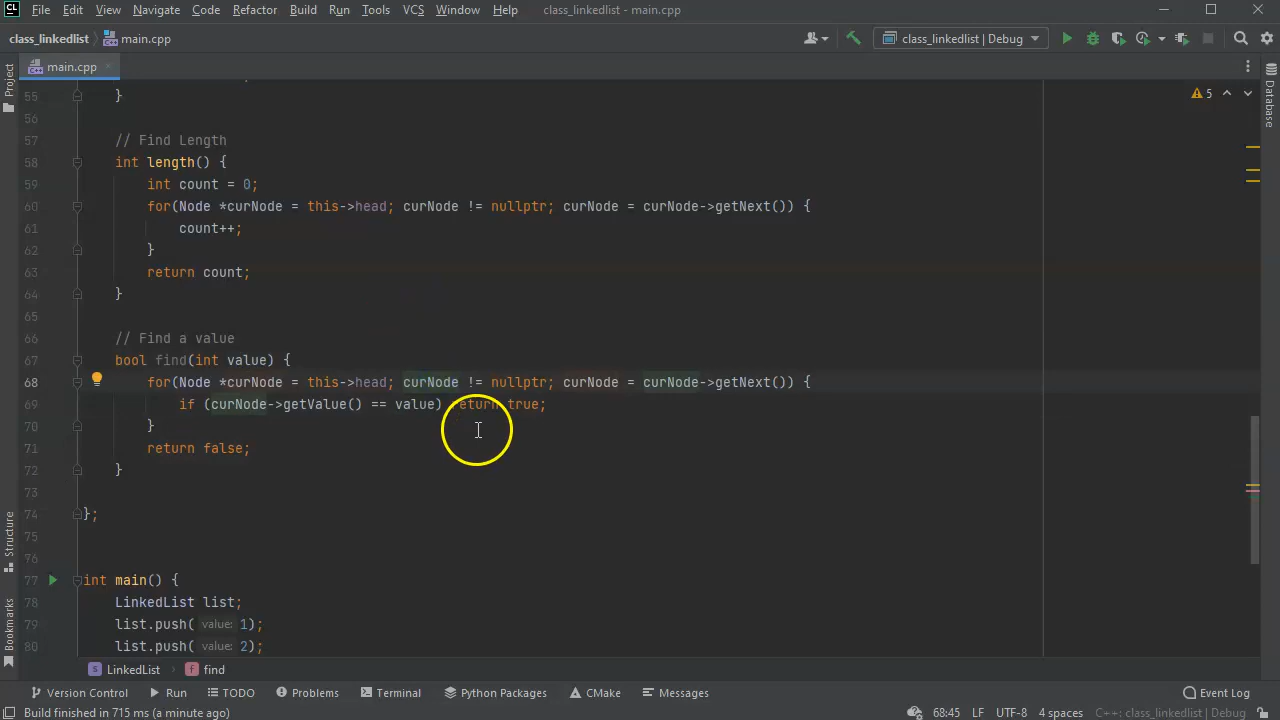 CL File Edit View Navigate Code Refactor Build Run Tools VCS Window Help class_linkedlist - main.cpp
class_linkedlist main.cpp class_linkedlist | Debug
Project main.cpp Database
55 }
5
56
57 // Find Length
58 int length() {
59 int count = 0;
60 for(Node *curNode = this->head; curNode != nullptr; curNode = curNode->getNext()) {
61 count++;
62 }
63 return count;
64 }
65
66 // Find a value
67 bool find(int value) {
68 for(Node *curNode = this->head; curNode != nullptr; curNode = curNode->getNext()) {
69 if (curNode->getValue() == value) return true;
70 }
71 return false;
72 }
73
74 };
75
76
77 int main() {
78 LinkedList list;
79 list.push( value: 1);
80 list.push( value: 2);
Structure
Bookmarks
LinkedList find
Version Control Run TODO Problems Terminal Python Packages CMake Messages Event Log
Build finished in 715 ms (a minute ago) 68:45 LF UTF-8 4 spaces C++: class_linkedlist | Debug